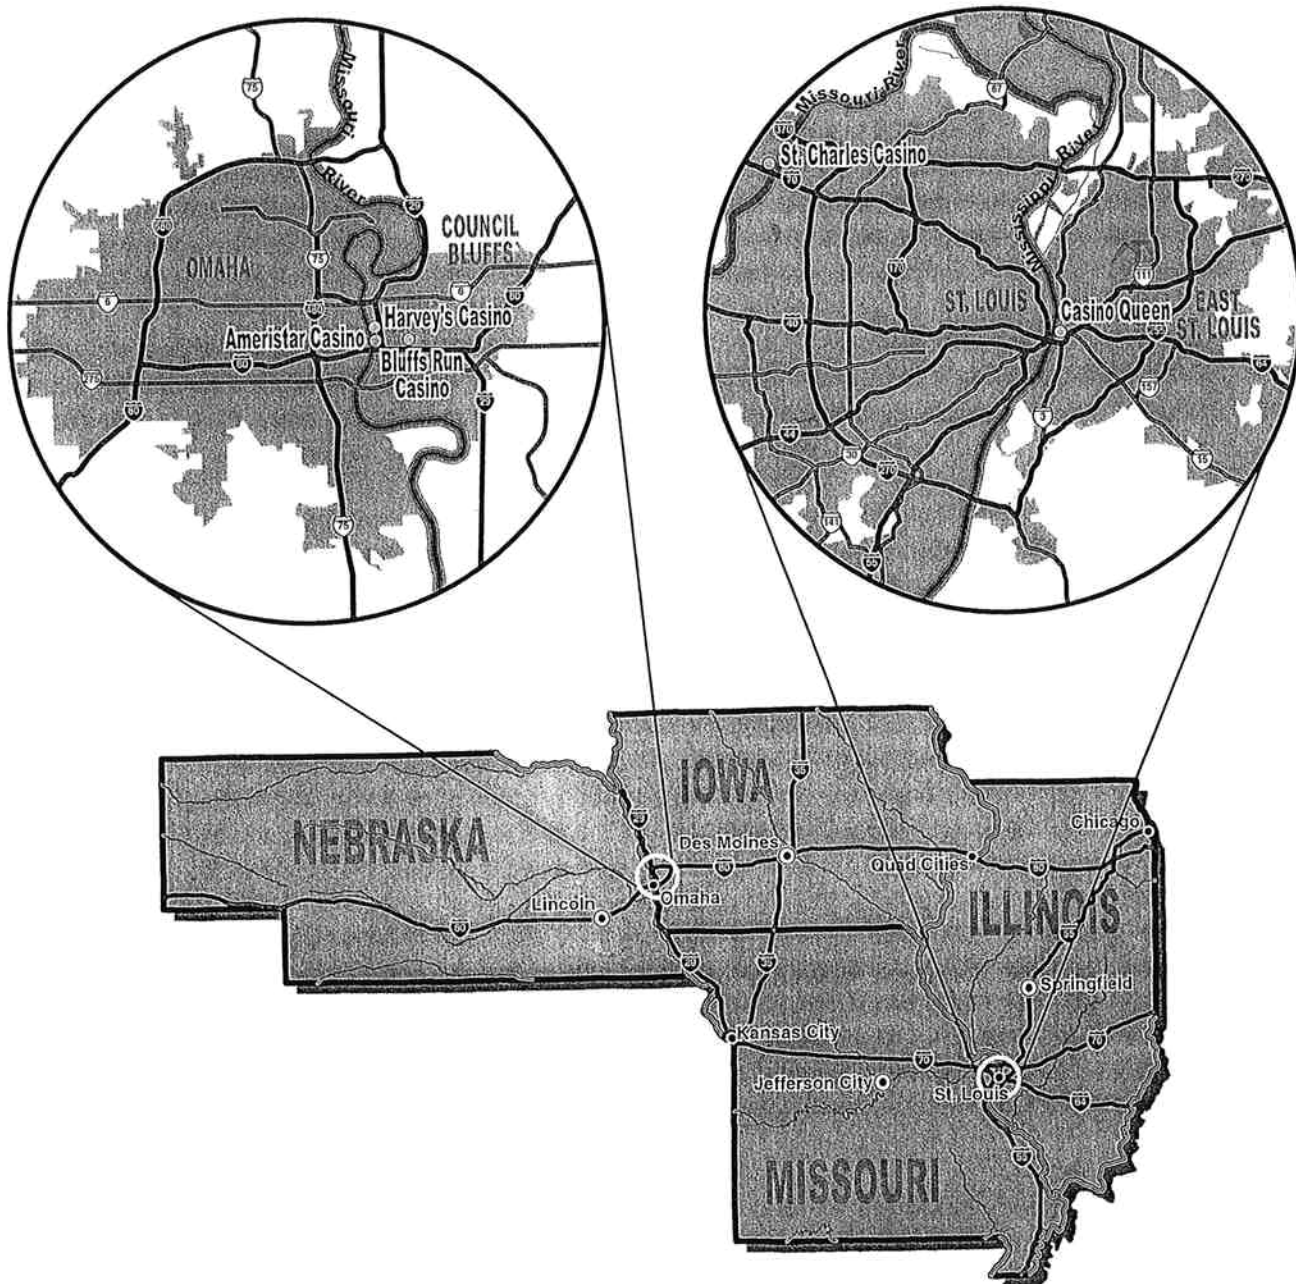 75
Missouri
River
680
29
COUNCIL
BLUFFS
OMAHA
75
6
6
80
Harvey's Casino
Ameristar Casino
Bluffs Run
Casino
80
275
29
75
Missouri River
67
370
St. Charles Casino
70
270
Mississippi River
170
111
ST. LOUIS
Casino Queen
EAST
ST. LOUIS
40
64
157
3
44
30
270
15
141
55
IOWA
NEBRASKA
Des Moines
Quad Cities
Chicago
80
80
Omaha
Lincoln
80
ILLINOIS
29
35
55
Springfield
Kansas City
70
70
Jefferson City
St. Louis
64
MISSOURI